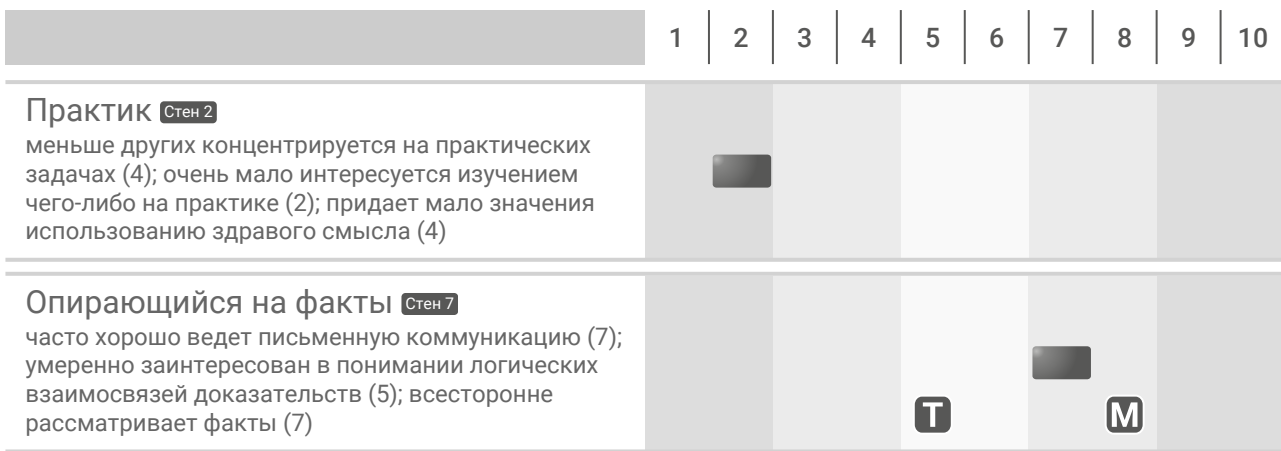 1 2 3 4 5 6 7 8 9 10
Практик Стен 2
меньше других концентрируется на практических
задачах (4); очень мало интересуется изучением
чего-либо на практике (2); придает мало значения
использованию здравого смысла (4)
Опирающийся на факты Стен 7
часто хорошо ведет письменную коммуникацию (7);
умеренно заинтересован в понимании логических
взаимосвязей доказательств (5); всесторонне
рассматривает факты (7)
T M